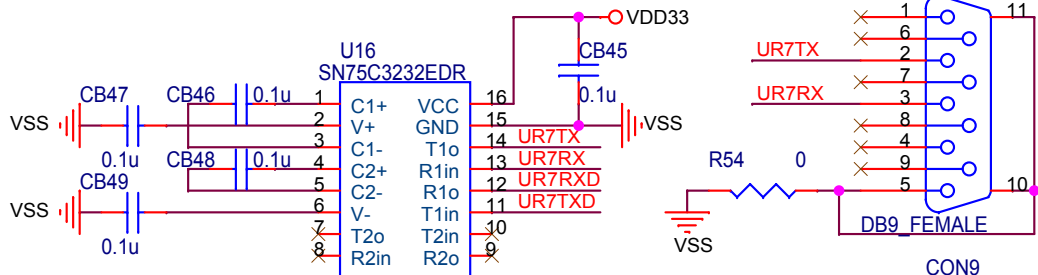 U16
SN75C3232EDR
VDD33
CB45
0.1u
VSS
CB47
VSS
0.1u
CB46
0.1u
CB48
0.1u
CB49
VSS
0.1u
1 C1+ VCC 16
2 V+ GND 15
3 C1- T1o 14 UR7TX
4 C2+ R1in 13 UR7RX
5 C2- R1o 12 UR7RXD
6 V- T1in 11 UR7TXD
7 T2o T2in 10
8 R2in R2o 9
1 11
6
UR7TX 2
7
UR7RX 3
8
4
9
R54 0 5 10
VSS
DB9_FEMALE
CON9